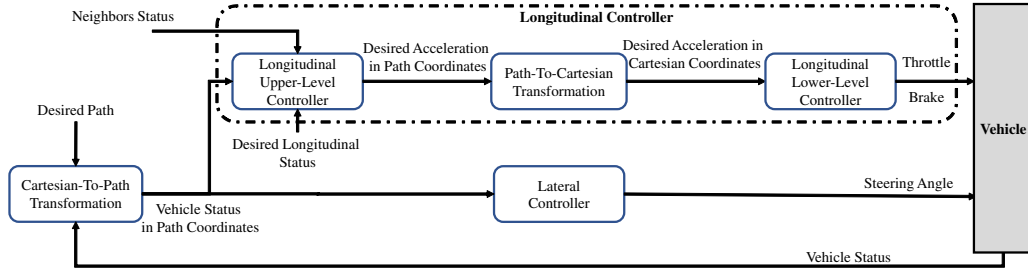 Neighbors Status
Longitudinal Controller
Longitudinal
Upper-Level
Controller
Desired Acceleration
in Path Coordinates
Path-To-Cartesian
Transformation
Desired Acceleration in
Cartesian Coordinates
Longitudinal
Lower-Level
Controller
Throttle
Brake
Vehicle
Desired Path
Desired Longitudinal
Status
Cartesian-To-Path
Transformation
Vehicle Status
in Path Coordinates
Lateral
Controller
Steering Angle
Vehicle Status